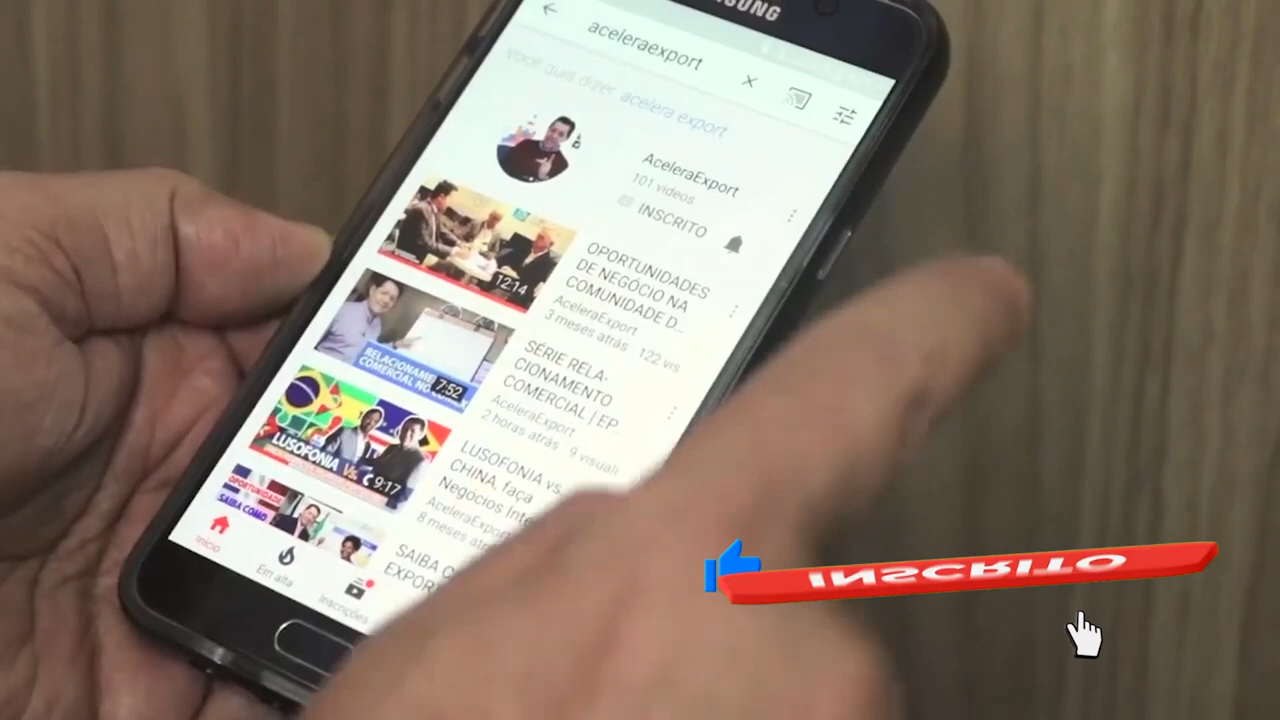 SAMSUNG
aceleraexport
você quis dizer acelera export
AceleraExport
101 vídeos
INSCRITO
12:14
OPORTUNIDADES
DE NEGÓCIO NA
COMUNIDADE D...
AceleraExport
3 meses atrás 122 vis
RELACIONAME
COMERCIAL NO
7:52
SÉRIE RELA-
CIONAMENTO
COMERCIAL | EP
AceleraExport
2 horas atrás · 9 visuali
LUSOFONIA Vs. C
9:17
LUSOFONIA vs.
CHINA, faça
Negócios Inte
AceleraExport
8 meses atr
OPORTUNIDADE
SAIBA COMO
SAIBA C
EXPOR
Início
Em alta
Inscrições
INSCRITO